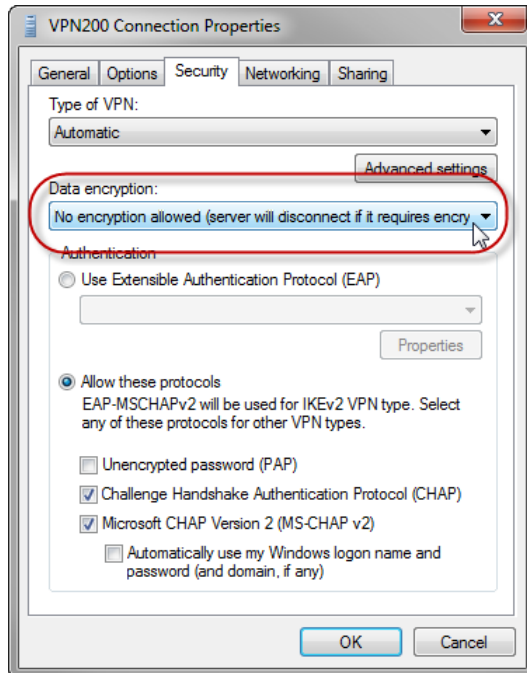 VPN200 Connection Properties
General Options Security Networking Sharing
Type of VPN:
Automatic
Advanced settings
Data encryption:
No encryption allowed (server will disconnect if it requires encry
Authentication
Use Extensible Authentication Protocol (EAP)
Properties
Allow these protocols
EAP-MSCHAPv2 will be used for IKEv2 VPN type. Select
any of these protocols for other VPN types.
Unencrypted password (PAP)
Challenge Handshake Authentication Protocol (CHAP)
Microsoft CHAP Version 2 (MS-CHAP v2)
Automatically use my Windows logon name and
password (and domain, if any)
OK Cancel